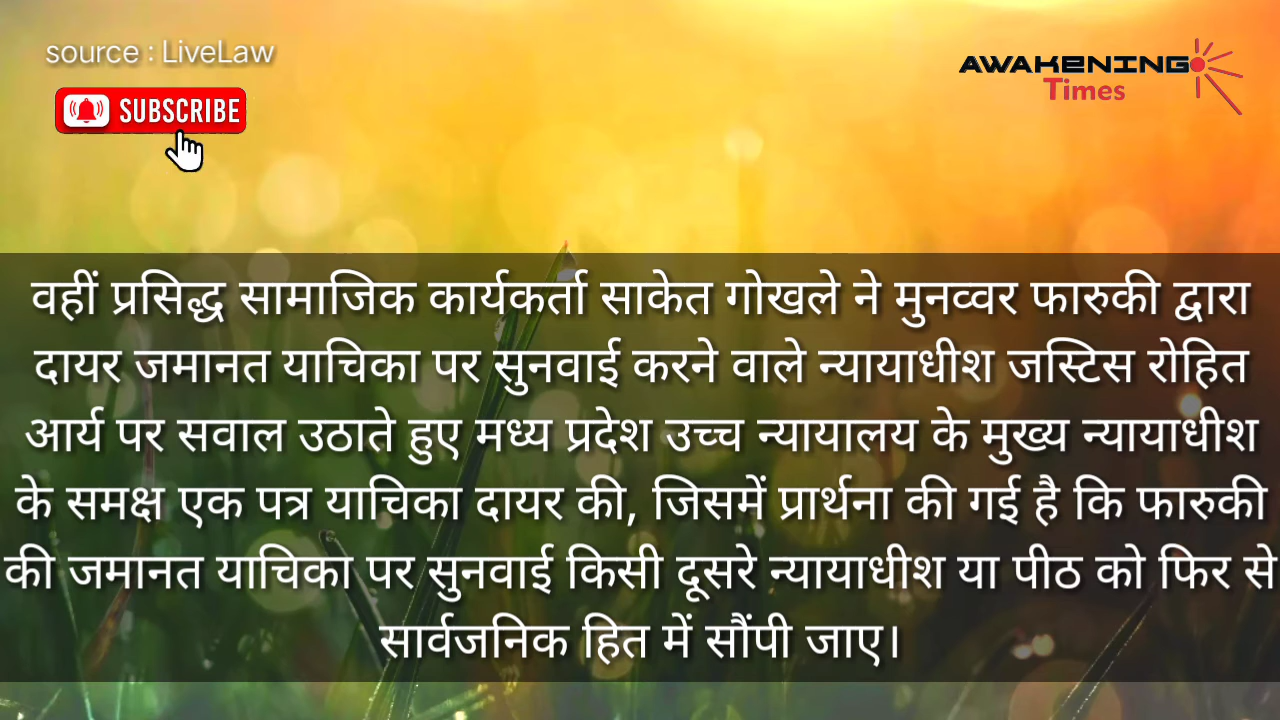 source : LiveLaw
AWAKENING
Times
SUBSCRIBE
वहीं प्रसिद्ध सामाजिक कार्यकर्ता साकेत गोखले ने मुनव्वर फारुकी द्वारा
दायर जमानत याचिका पर सुनवाई करने वाले न्यायाधीश जस्टिस रोहित
आर्य पर सवाल उठाते हुए मध्य प्रदेश उच्च न्यायालय के मुख्य न्यायाधीश
के समक्ष एक पत्र याचिका दायर की, जिसमें प्रार्थना की गई है कि फारुकी
की जमानत याचिका पर सुनवाई किसी दूसरे न्यायाधीश या पीठ को फिर से
सार्वजनिक हित में सौंपी जाए।